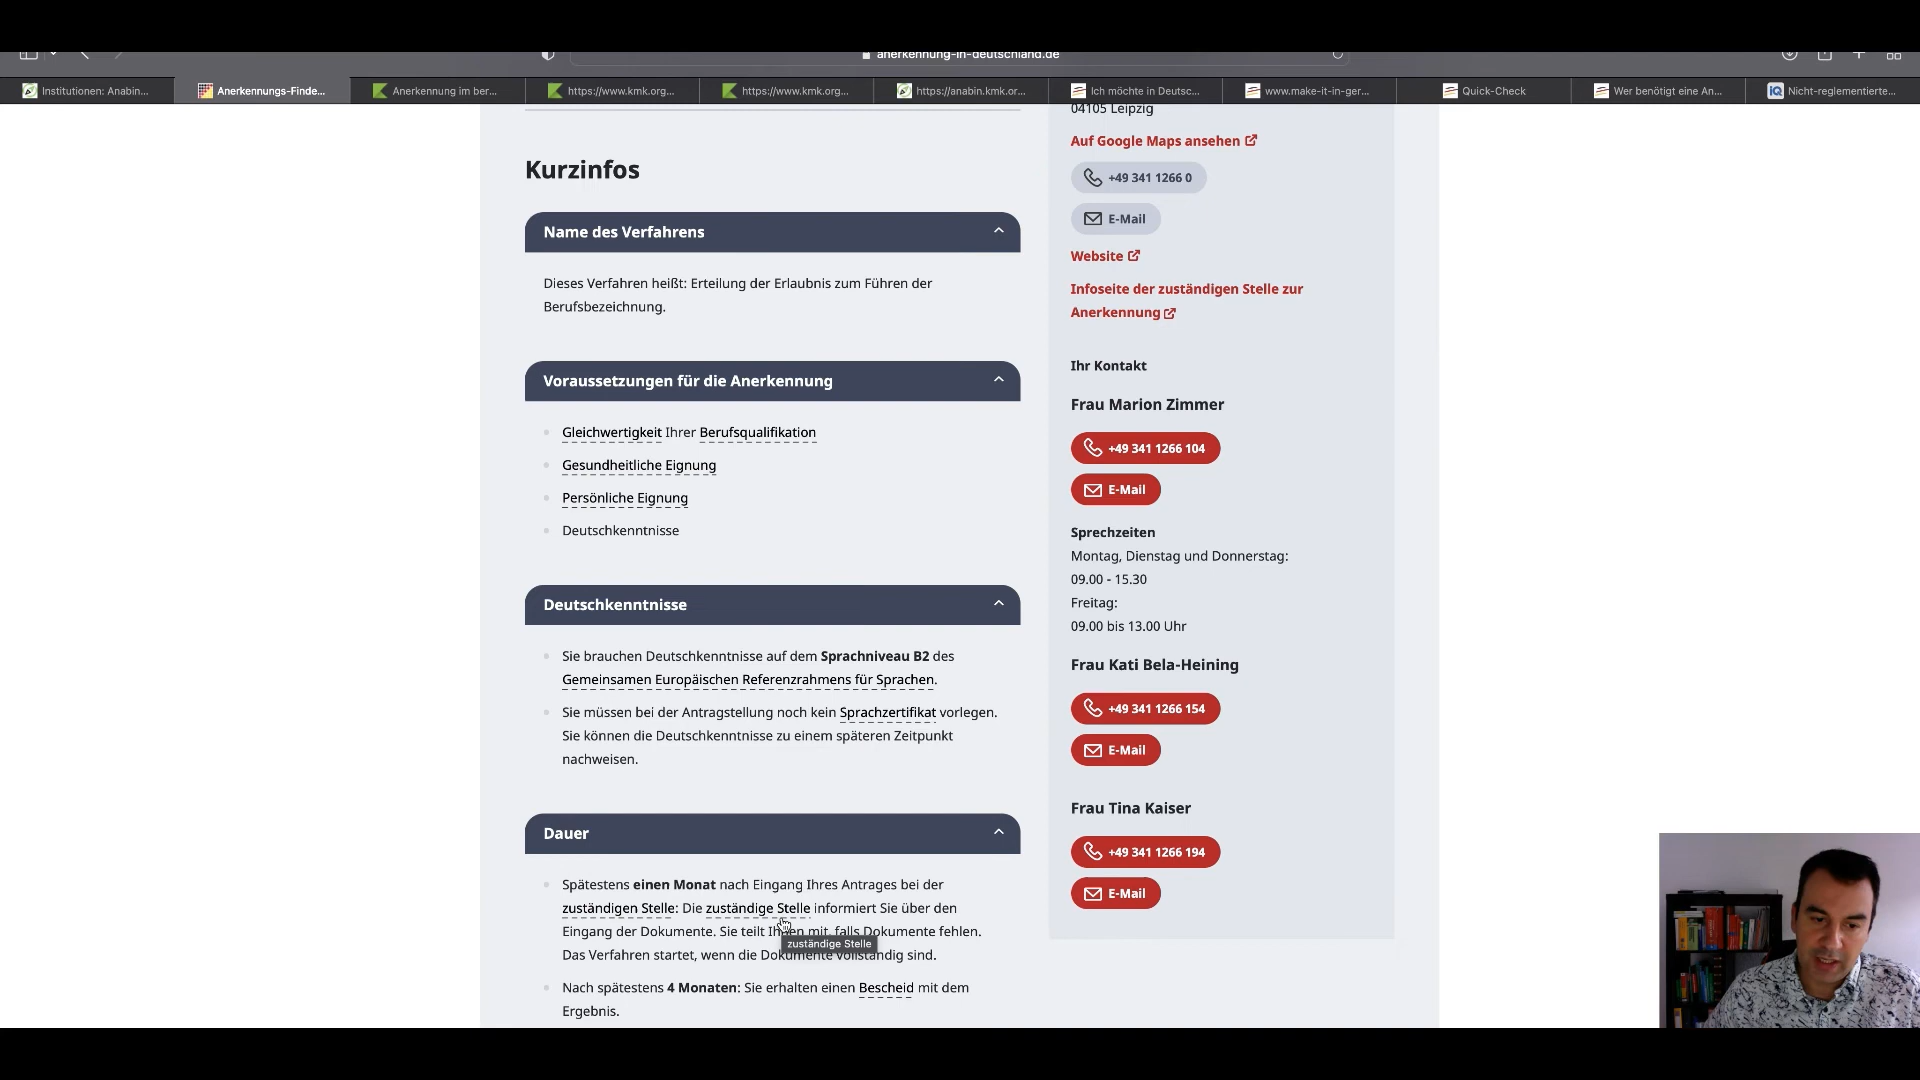 anerkennung-in-deutschland.de
Institutionen: Anabin...
Anerkennungs-Finde...
Anerkennung im ber...
https://www.kmk.org...
https://www.kmk.org...
https://anabin.kmk.or...
Ich möchte in Deutsc...
www.make-it-in-ger...
Quick-Check
Wer benötigt eine An...
Nicht-reglementierte...
Kurzinfos
Name des Verfahrens
Dieses Verfahren heißt: Erteilung der Erlaubnis zum Führen der
Berufsbezeichnung.
Voraussetzungen für die Anerkennung
Gleichwertigkeit Ihrer Berufsqualifikation
Gesundheitliche Eignung
Persönliche Eignung
Deutschkenntnisse
Deutschkenntnisse
Sie brauchen Deutschkenntnisse auf dem Sprachniveau B2 des
Gemeinsamen Europäischen Referenzrahmens für Sprachen.
Sie müssen bei der Antragstellung noch kein Sprachzertifikat vorlegen.
Sie können die Deutschkenntnisse zu einem späteren Zeitpunkt
nachweisen.
Dauer
Spätestens einen Monat nach Eingang Ihres Antrages bei der
zuständigen Stelle: Die zuständige Stelle informiert Sie über den
Eingang der Dokumente. Sie teilt Ihnen mit, falls Dokumente fehlen.
zuständige Stelle
Das Verfahren startet, wenn die Dokumente vollständig sind.
Nach spätestens 4 Monaten: Sie erhalten einen Bescheid mit dem
Ergebnis.
04105 Leipzig
Auf Google Maps ansehen
+49 341 1266 0
E-Mail
Website
Infoseite der zuständigen Stelle zur
Anerkennung
Ihr Kontakt
Frau Marion Zimmer
+49 341 1266 104
E-Mail
Sprechzeiten
Montag, Dienstag und Donnerstag:
09.00 - 15.30
Freitag:
09.00 bis 13.00 Uhr
Frau Kati Bela-Heining
+49 341 1266 154
E-Mail
Frau Tina Kaiser
+49 341 1266 194
E-Mail